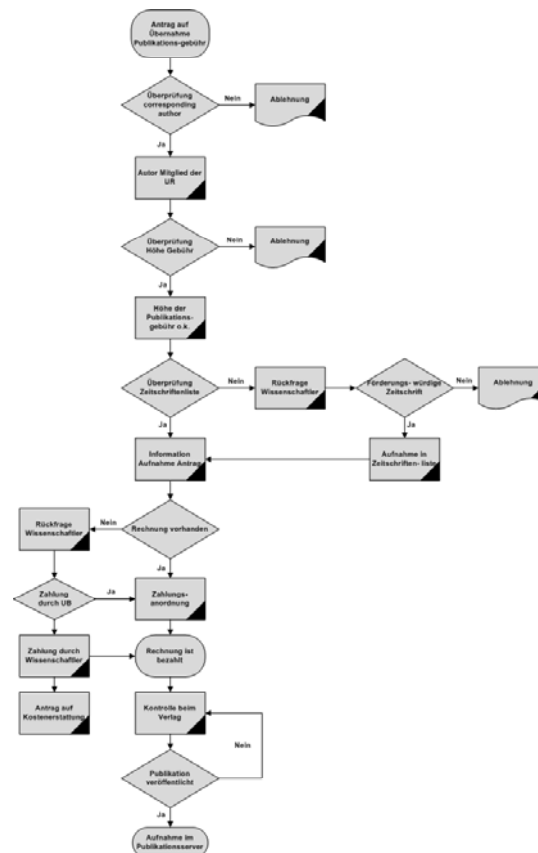 Antrag auf
Übernahme
Publikations-gebühr
Überprüfung
corresponding
author
Nein
Ablehnung
Ja
Autor Mitglied der
UR
Überprüfung
Höhe Gebühr
Nein
Ablehnung
Ja
Höhe der
Publikations-
gebühr o.k.
Überprüfung
Zeitschriftenliste
Nein
Rückfrage
Wissenschaftler
Förderungs- würdige
Zeitschrift
Nein
Ablehnung
Ja
Ja
Information
Aufnahme Antrag
Aufnahme in
Zeitschriften- liste
Rechnung vorhanden
Nein
Rückfrage
Wissenschaftler
Ja
Zahlung
durch UB
Ja
Zahlungs-
anordnung
Zahlung durch
Wissenschaftler
Rechnung ist
bezahlt
Antrag auf
Kostenerstattung
Kontrolle beim
Verlag
Nein
Publikation
veröffentlicht
Ja
Aufnahme im
Publikationsserver